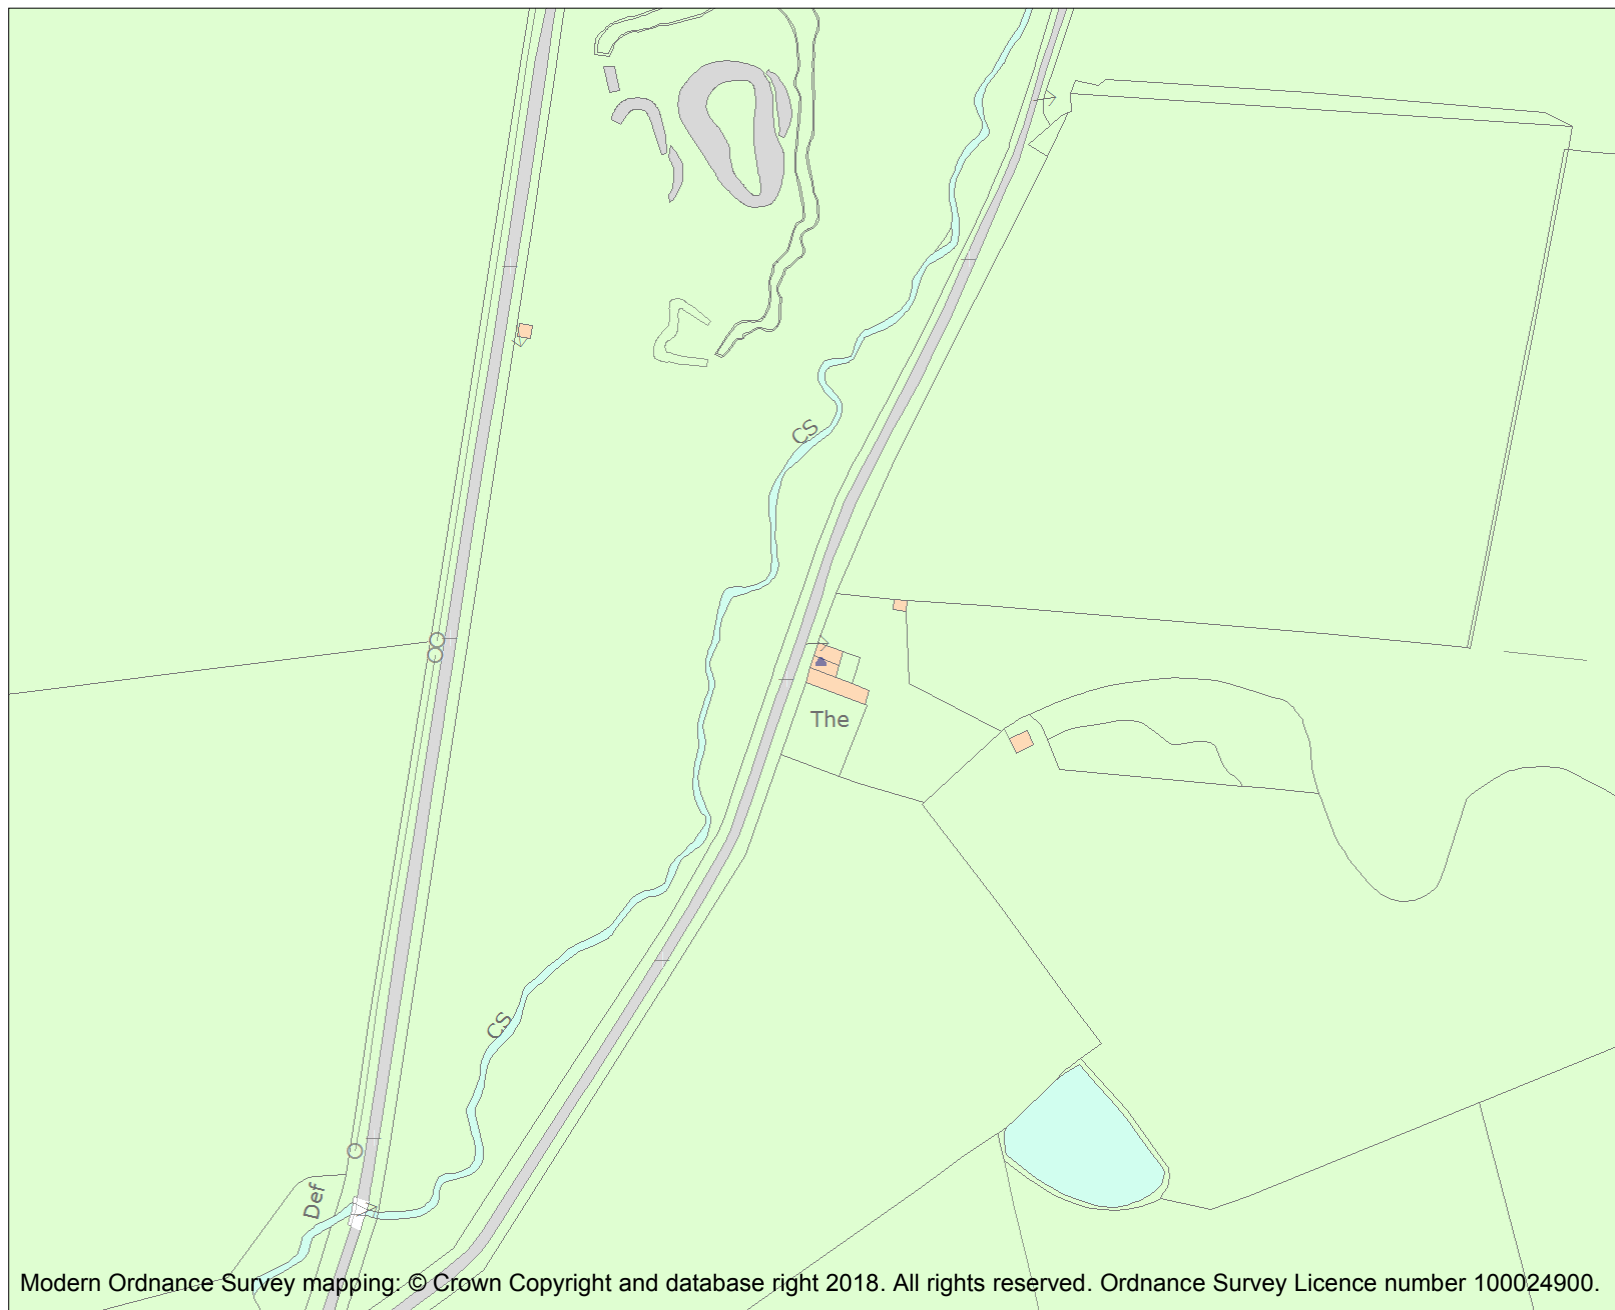 CS
The
CS
Def
Modern Ordnance Survey mapping: © Crown Copyright and database right 2018. All rights reserved. Ordnance Survey Licence number 100024900.